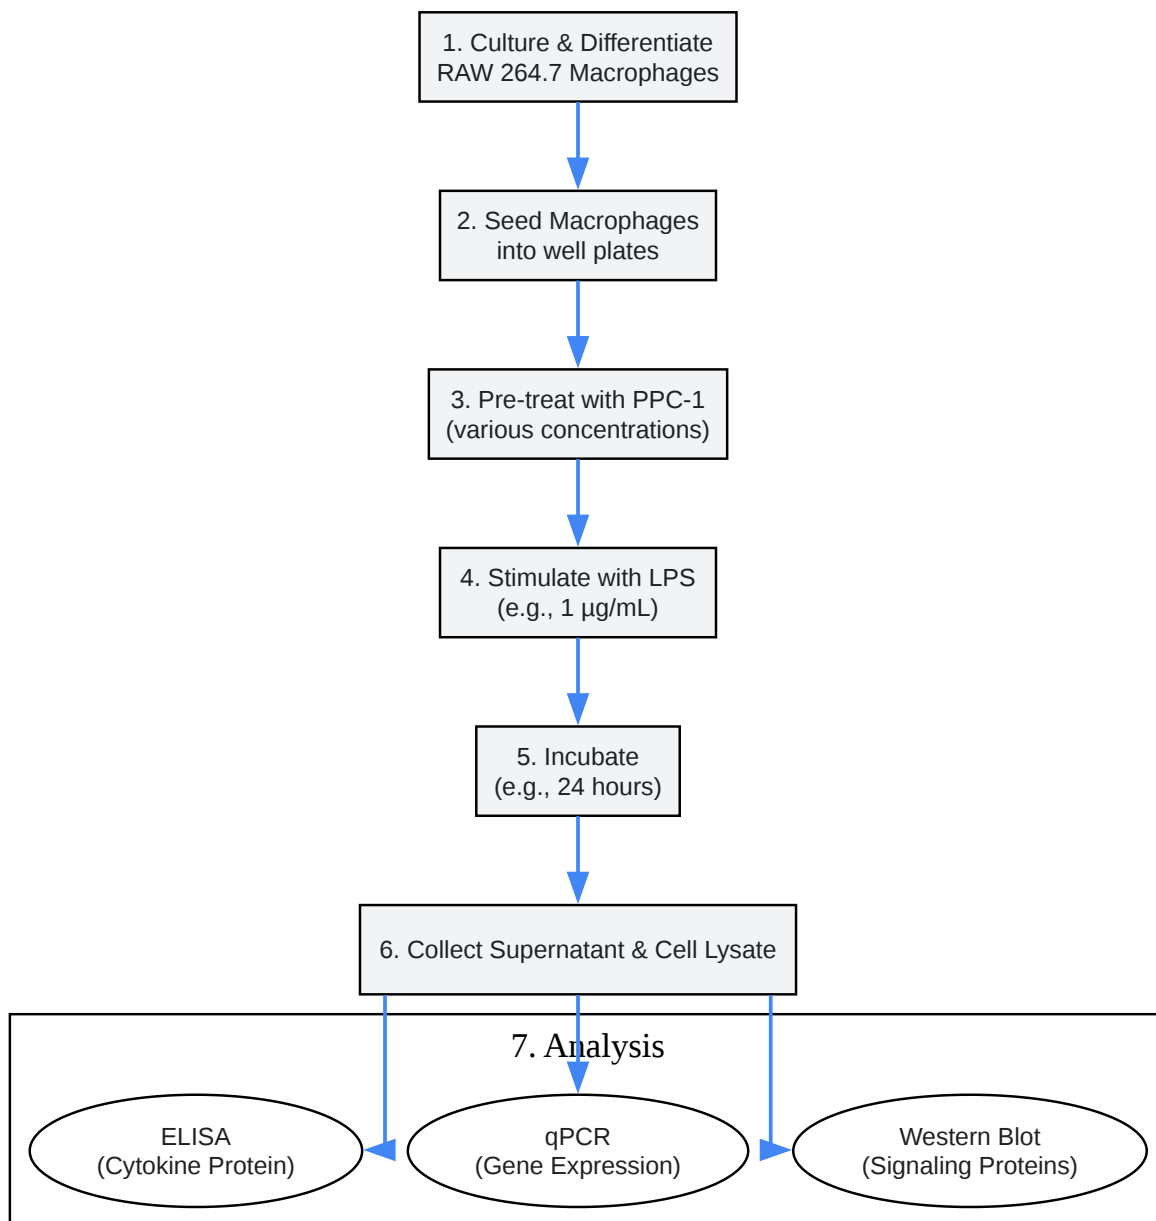 1. Culture & Differentiate
RAW 264.7 Macrophages
2. Seed Macrophages
into well plates
3. Pre-treat with PPC-1
(various concentrations)
4. Stimulate with LPS
(e.g., 1 µg/mL)
5. Incubate
(e.g., 24 hours)
6. Collect Supernatant & Cell Lysate
7. Analysis
ELISA
(Cytokine Protein)
qPCR
(Gene Expression)
Western Blot
(Signaling Proteins)